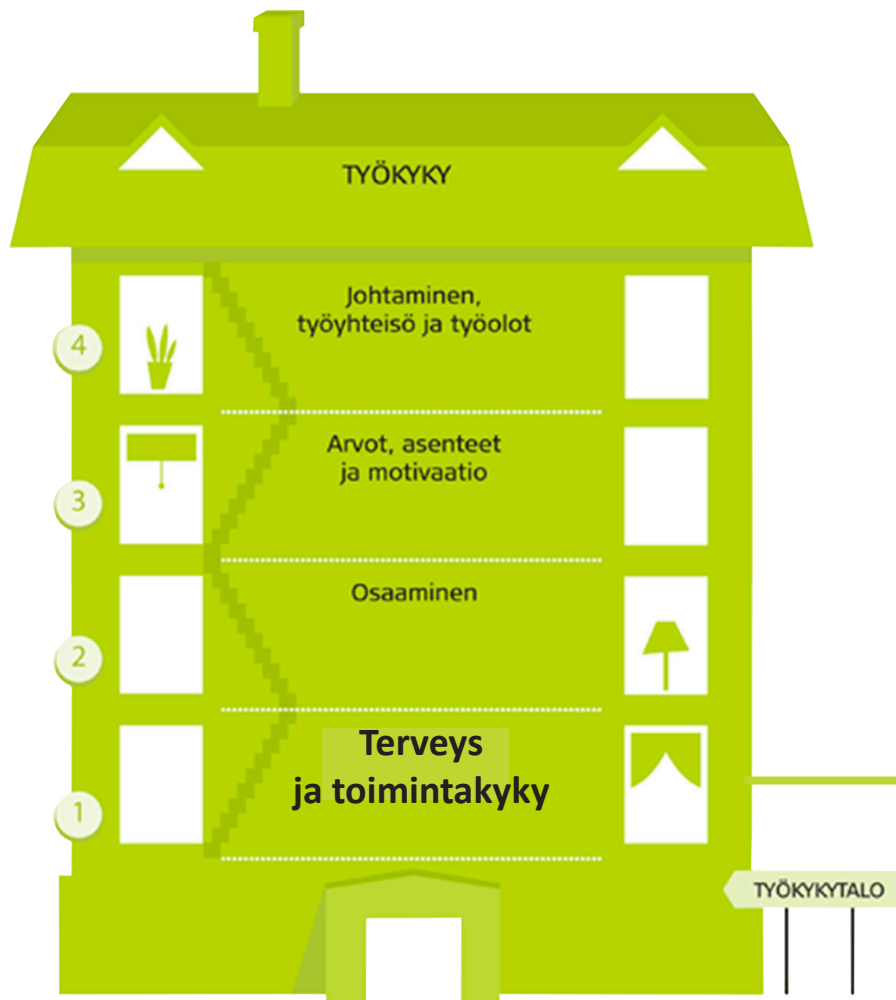 TYÖKYKY
Johtaminen,
työyhteisö ja työolot
4
Arvot, asenteet
ja motivaatio
3
Osaaminen
2
Terveys
ja toimintakyky
1
TYÖKYKYTALO